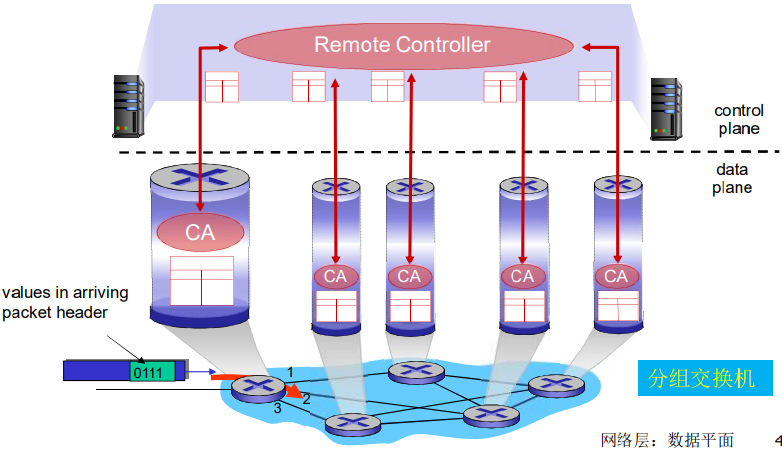 Remote Controller
control
plane
data
plane
CA
CA
CA
CA
CA
values in arriving
packet header
0111
1
2
3
分组交换机
网络层：数据平面 4